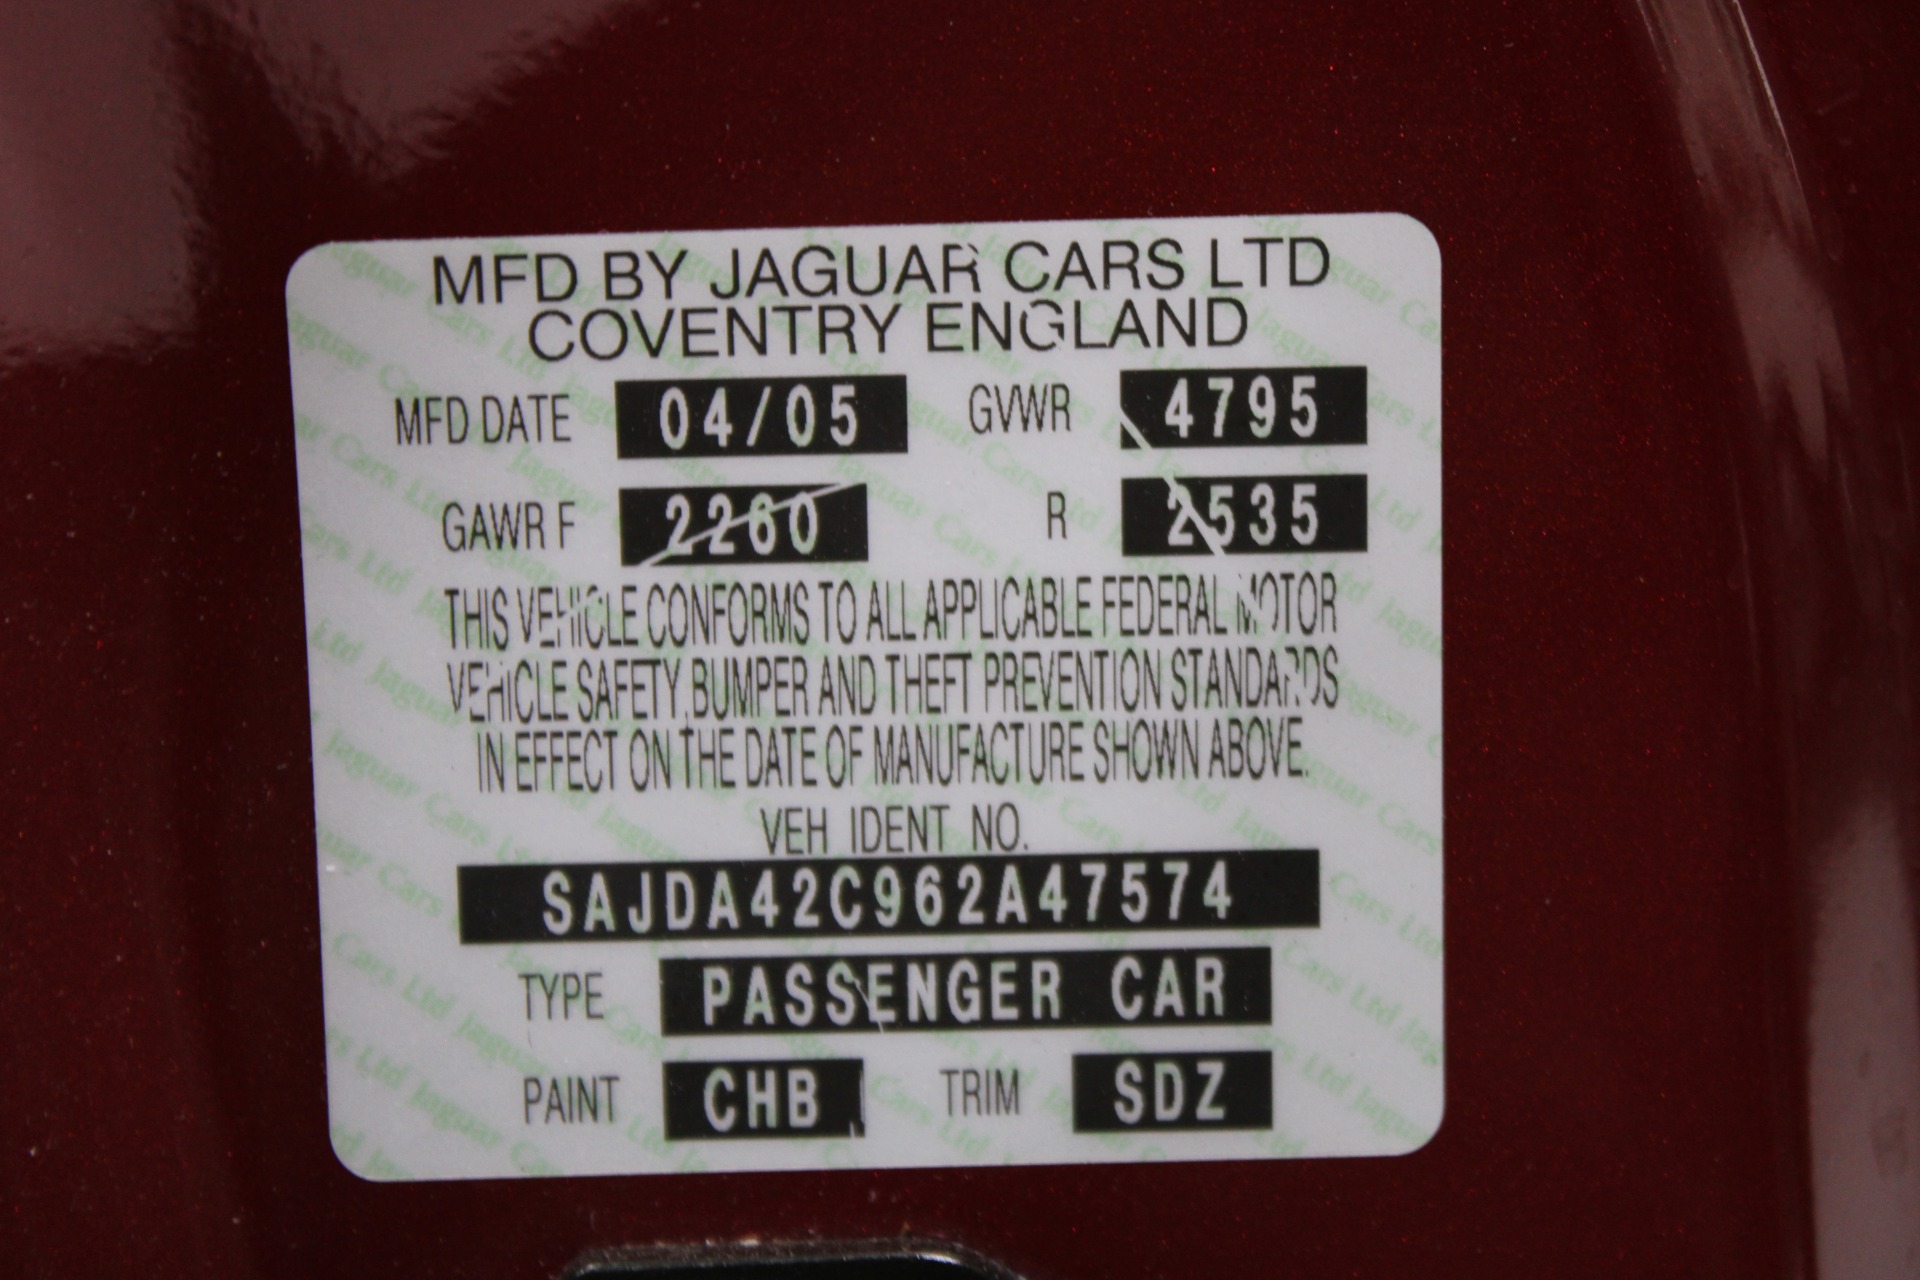 MFD BY JAGUAR CARS LTD
COVENTRY ENGLAND
MFD DATE 04/05 GVWR 4795
GAWR F 2260 R 2535
THIS VEHICLE CONFORMS TO ALL APPLICABLE FEDERAL MOTOR
VEHICLE SAFETY, BUMPER AND THEFT PREVENTION STANDARDS
IN EFFECT ON THE DATE OF MANUFACTURE SHOWN ABOVE.
VEH IDENT NO.
SAJDA42C962A47574
TYPE PASSENGER CAR
PAINT CHB TRIM SDZ